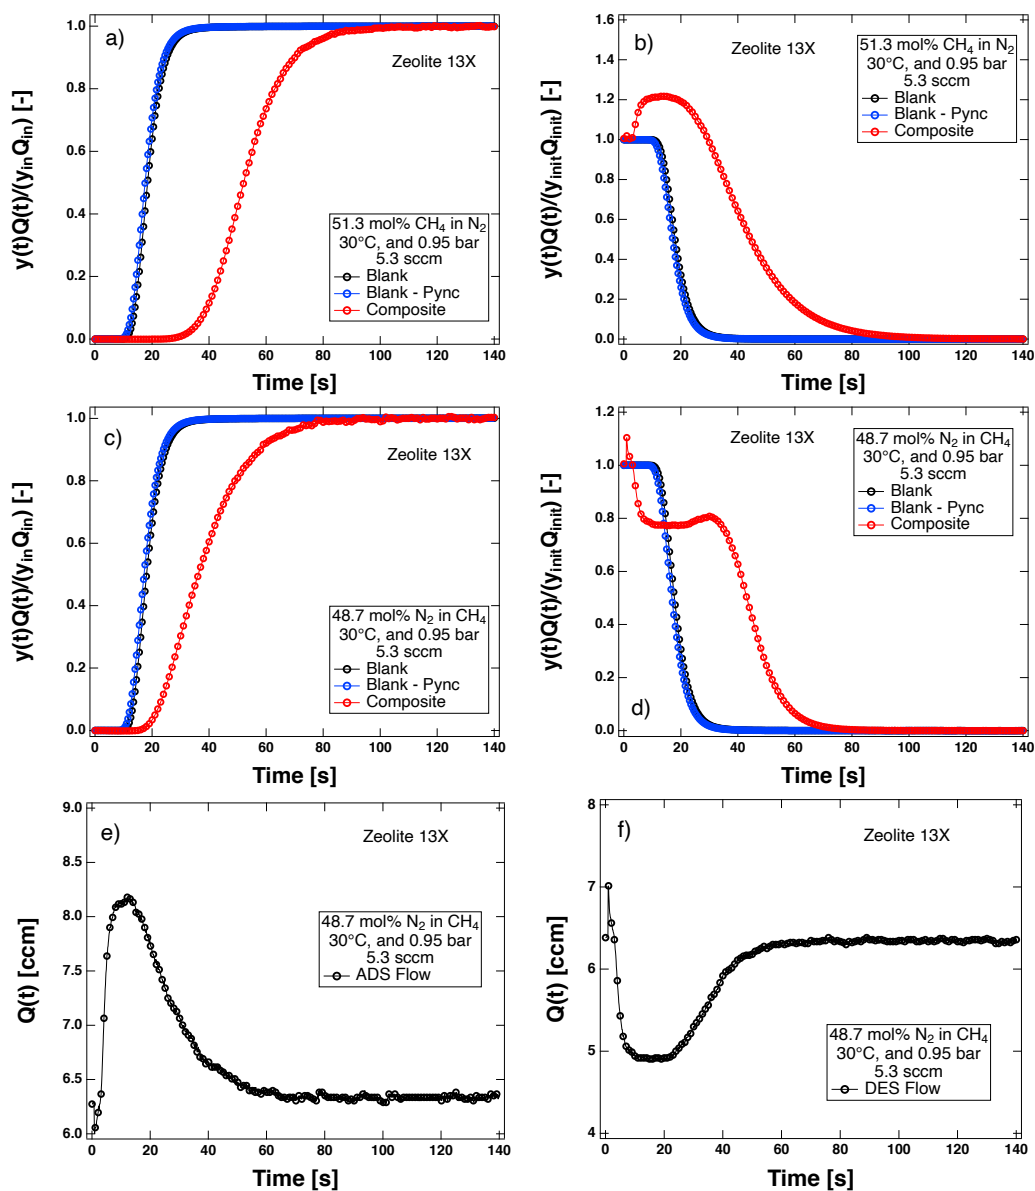 a)
Zeolite 13X
y(t)Q(t)/(y_in Q_in) [-]
1.0
0.8
0.6
0.4
0.2
0.0
51.3 mol% CH₄ in N₂
30°C, and 0.95 bar
5.3 sccm
Blank
Blank - Pync
Composite
0 20 40 60 80 100 120 140
Time [s]
b)
51.3 mol% CH₄ in N₂
30°C, and 0.95 bar
5.3 sccm
Blank
Blank - Pync
Composite
Zeolite 13X
y(t)Q(t)/(y_init Q_init) [-]
1.6
1.4
1.2
1.0
0.8
0.6
0.4
0.2
0.0
0 20 40 60 80 100 120 140
Time [s]
c)
Zeolite 13X
y(t)Q(t)/(y_in Q_in) [-]
1.0
0.8
0.6
0.4
0.2
0.0
48.7 mol% N₂ in CH₄
30°C, and 0.95 bar
5.3 sccm
Blank
Blank - Pync
Composite
0 20 40 60 80 100 120 140
Time [s]
Zeolite 13X
48.7 mol% N₂ in CH₄
30°C, and 0.95 bar
5.3 sccm
Blank
Blank - Pync
Composite
d)
y(t)Q(t)/(y_init Q_init) [-]
1.2
1.0
0.8
0.6
0.4
0.2
0.0
0 20 40 60 80 100 120 140
Time [s]
e)
Zeolite 13X
Q(t) [ccm]
9.0
8.5
8.0
7.5
7.0
6.5
6.0
48.7 mol% N₂ in CH₄
30°C, and 0.95 bar
5.3 sccm
ADS Flow
0 20 40 60 80 100 120 140
Time [s]
f)
Zeolite 13X
Q(t) [ccm]
8
7
6
5
4
48.7 mol% N₂ in CH₄
30°C, and 0.95 bar
5.3 sccm
DES Flow
0 20 40 60 80 100 120 140
Time [s]